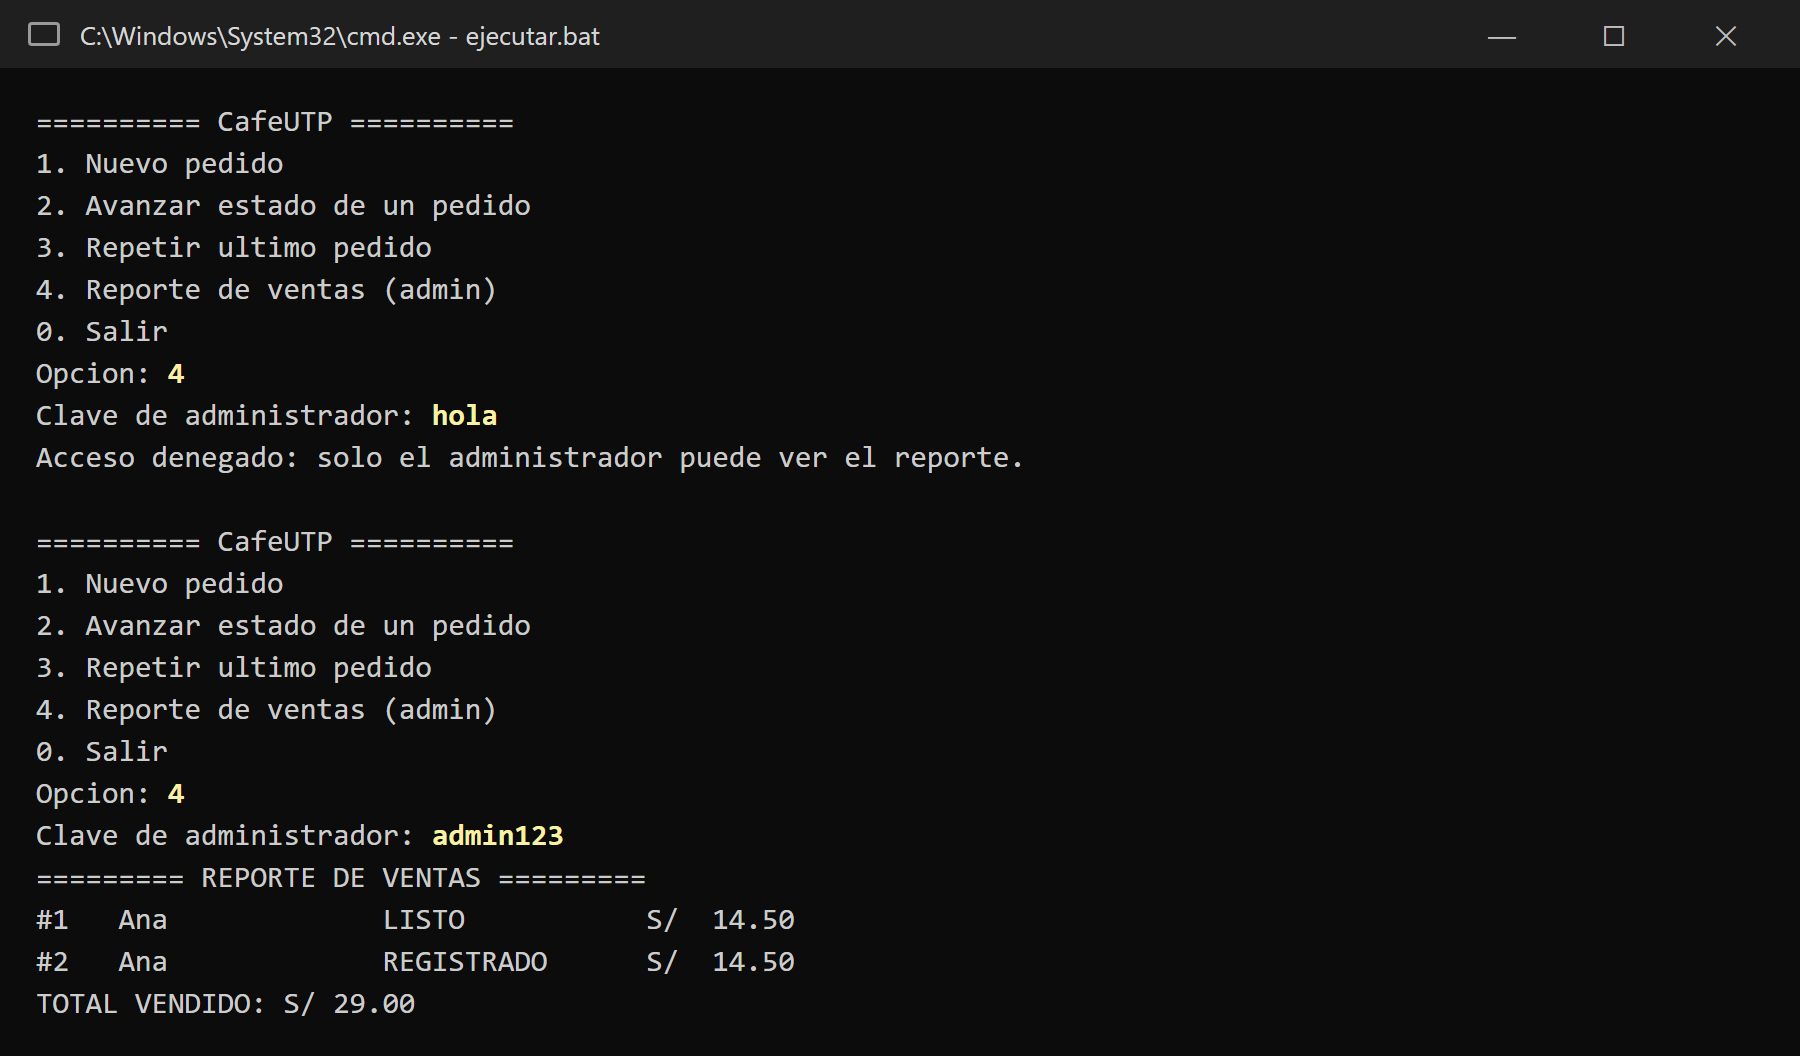 C:\Windows\System32\cmd.exe - ejecutar.bat
========== CafeUTP ==========
1. Nuevo pedido
2. Avanzar estado de un pedido
3. Repetir ultimo pedido
4. Reporte de ventas (admin)
0. Salir
Opcion: 4
Clave de administrador: hola
Acceso denegado: solo el administrador puede ver el reporte.
========== CafeUTP ==========
1. Nuevo pedido
2. Avanzar estado de un pedido
3. Repetir ultimo pedido
4. Reporte de ventas (admin)
0. Salir
Opcion: 4
Clave de administrador: admin123
========= REPORTE DE VENTAS =========
#1   Ana             LISTO           S/  14.50
#2   Ana             REGISTRADO      S/  14.50
TOTAL VENDIDO: S/ 29.00